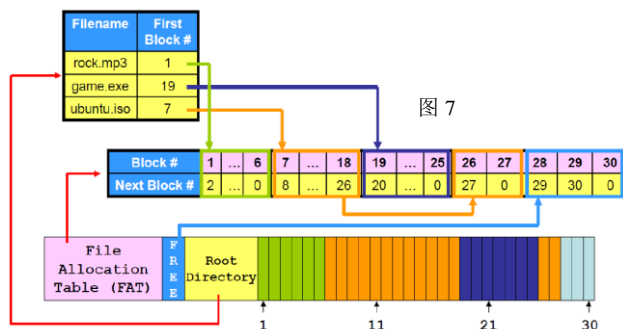 Filename First Block #
rock.mp3 1
game.exe 19
ubuntu.iso 7
图 7
Block # 1 ... 6 7 ... 18 19 ... 25 26 27 28 29 30
Next Block # 2 ... 0 8 ... 26 20 ... 0 27 0 29 30 0
File Allocation Table (FAT)
FREE
Root Directory
1 11 21 30